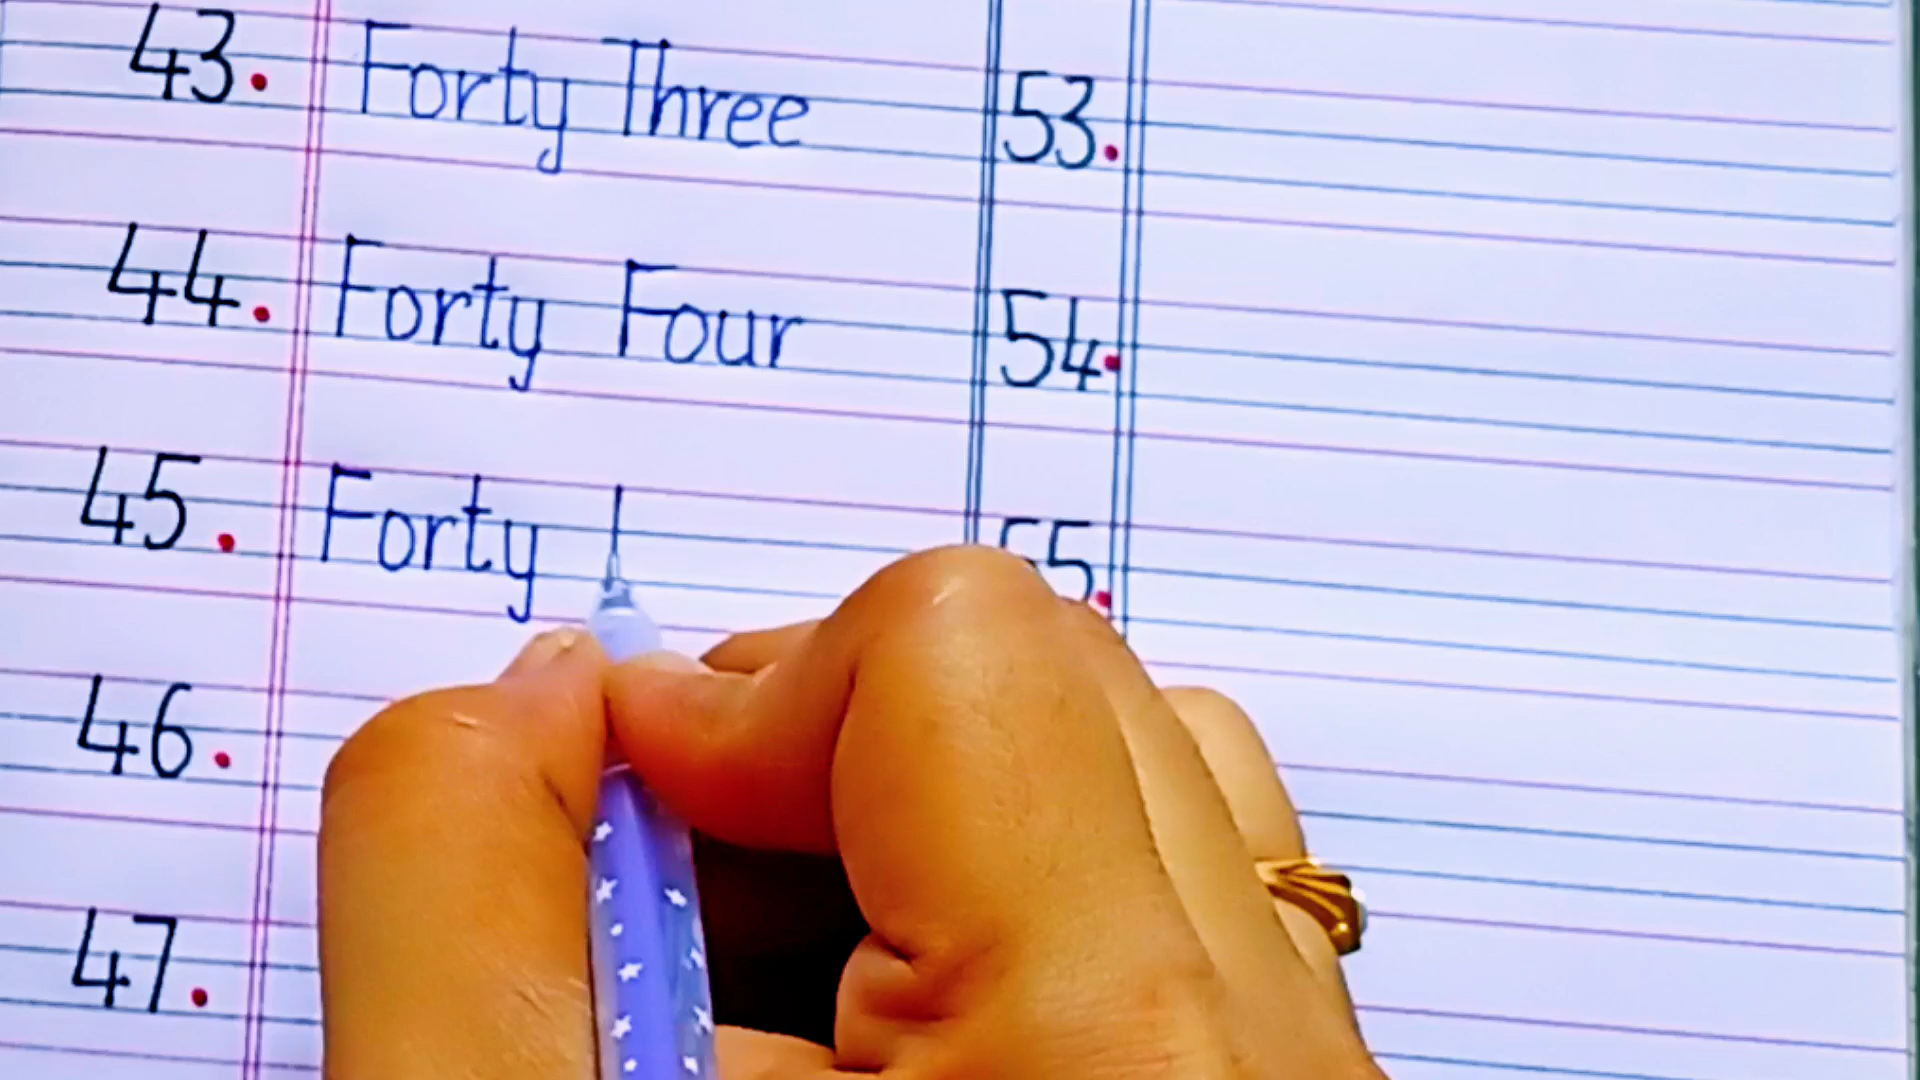 43. Forty Three 53.
44. Forty Four 54.
45. Forty 55.
46.
47.